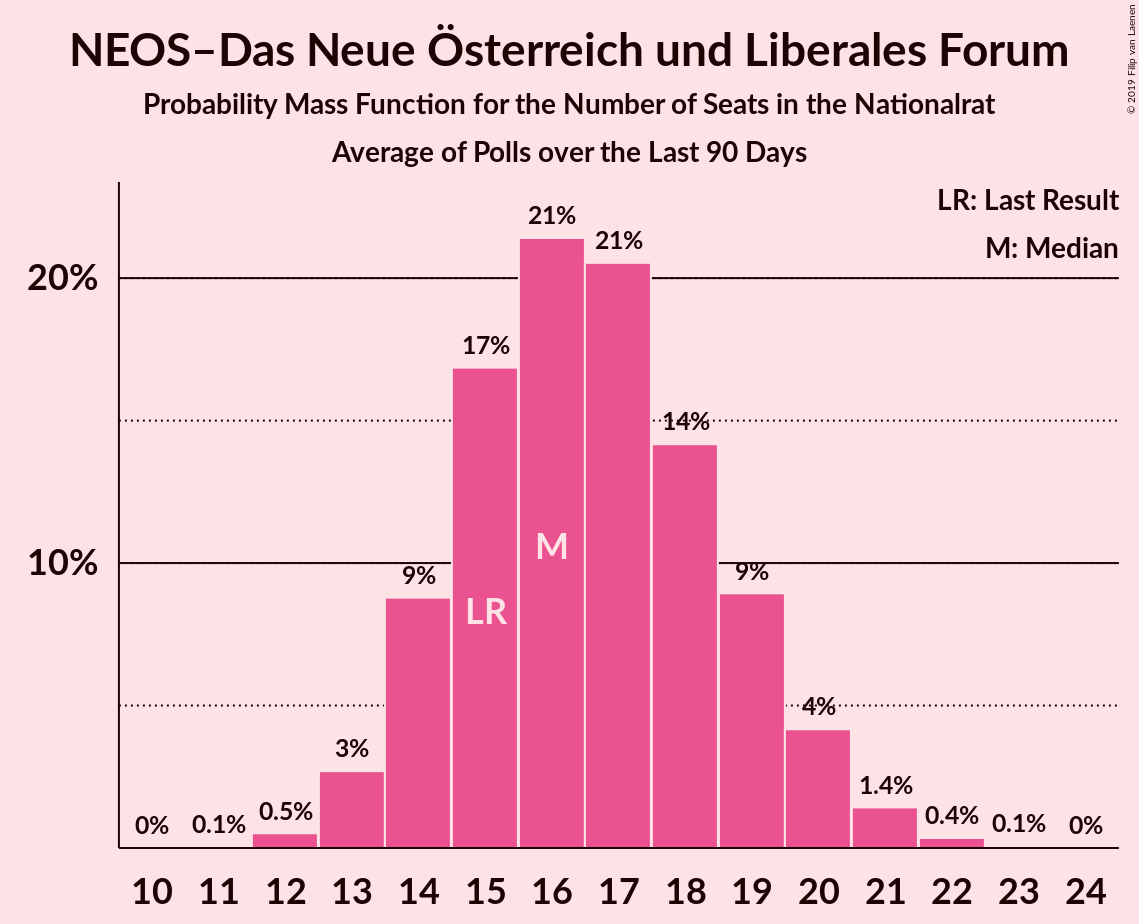 NEOS–Das Neue Österreich und Liberales Forum
Probability Mass Function for the Number of Seats in the Nationalrat
Average of Polls over the Last 90 Days
© 2019 Filip van Laenen
LR: Last Result
M: Median
20%
10%
0%
0.1%
0.5%
3%
9%
17%
21%
21%
14%
9%
4%
1.4%
0.4%
0.1%
0%
LR
M
10 11 12 13 14 15 16 17 18 19 20 21 22 23 24